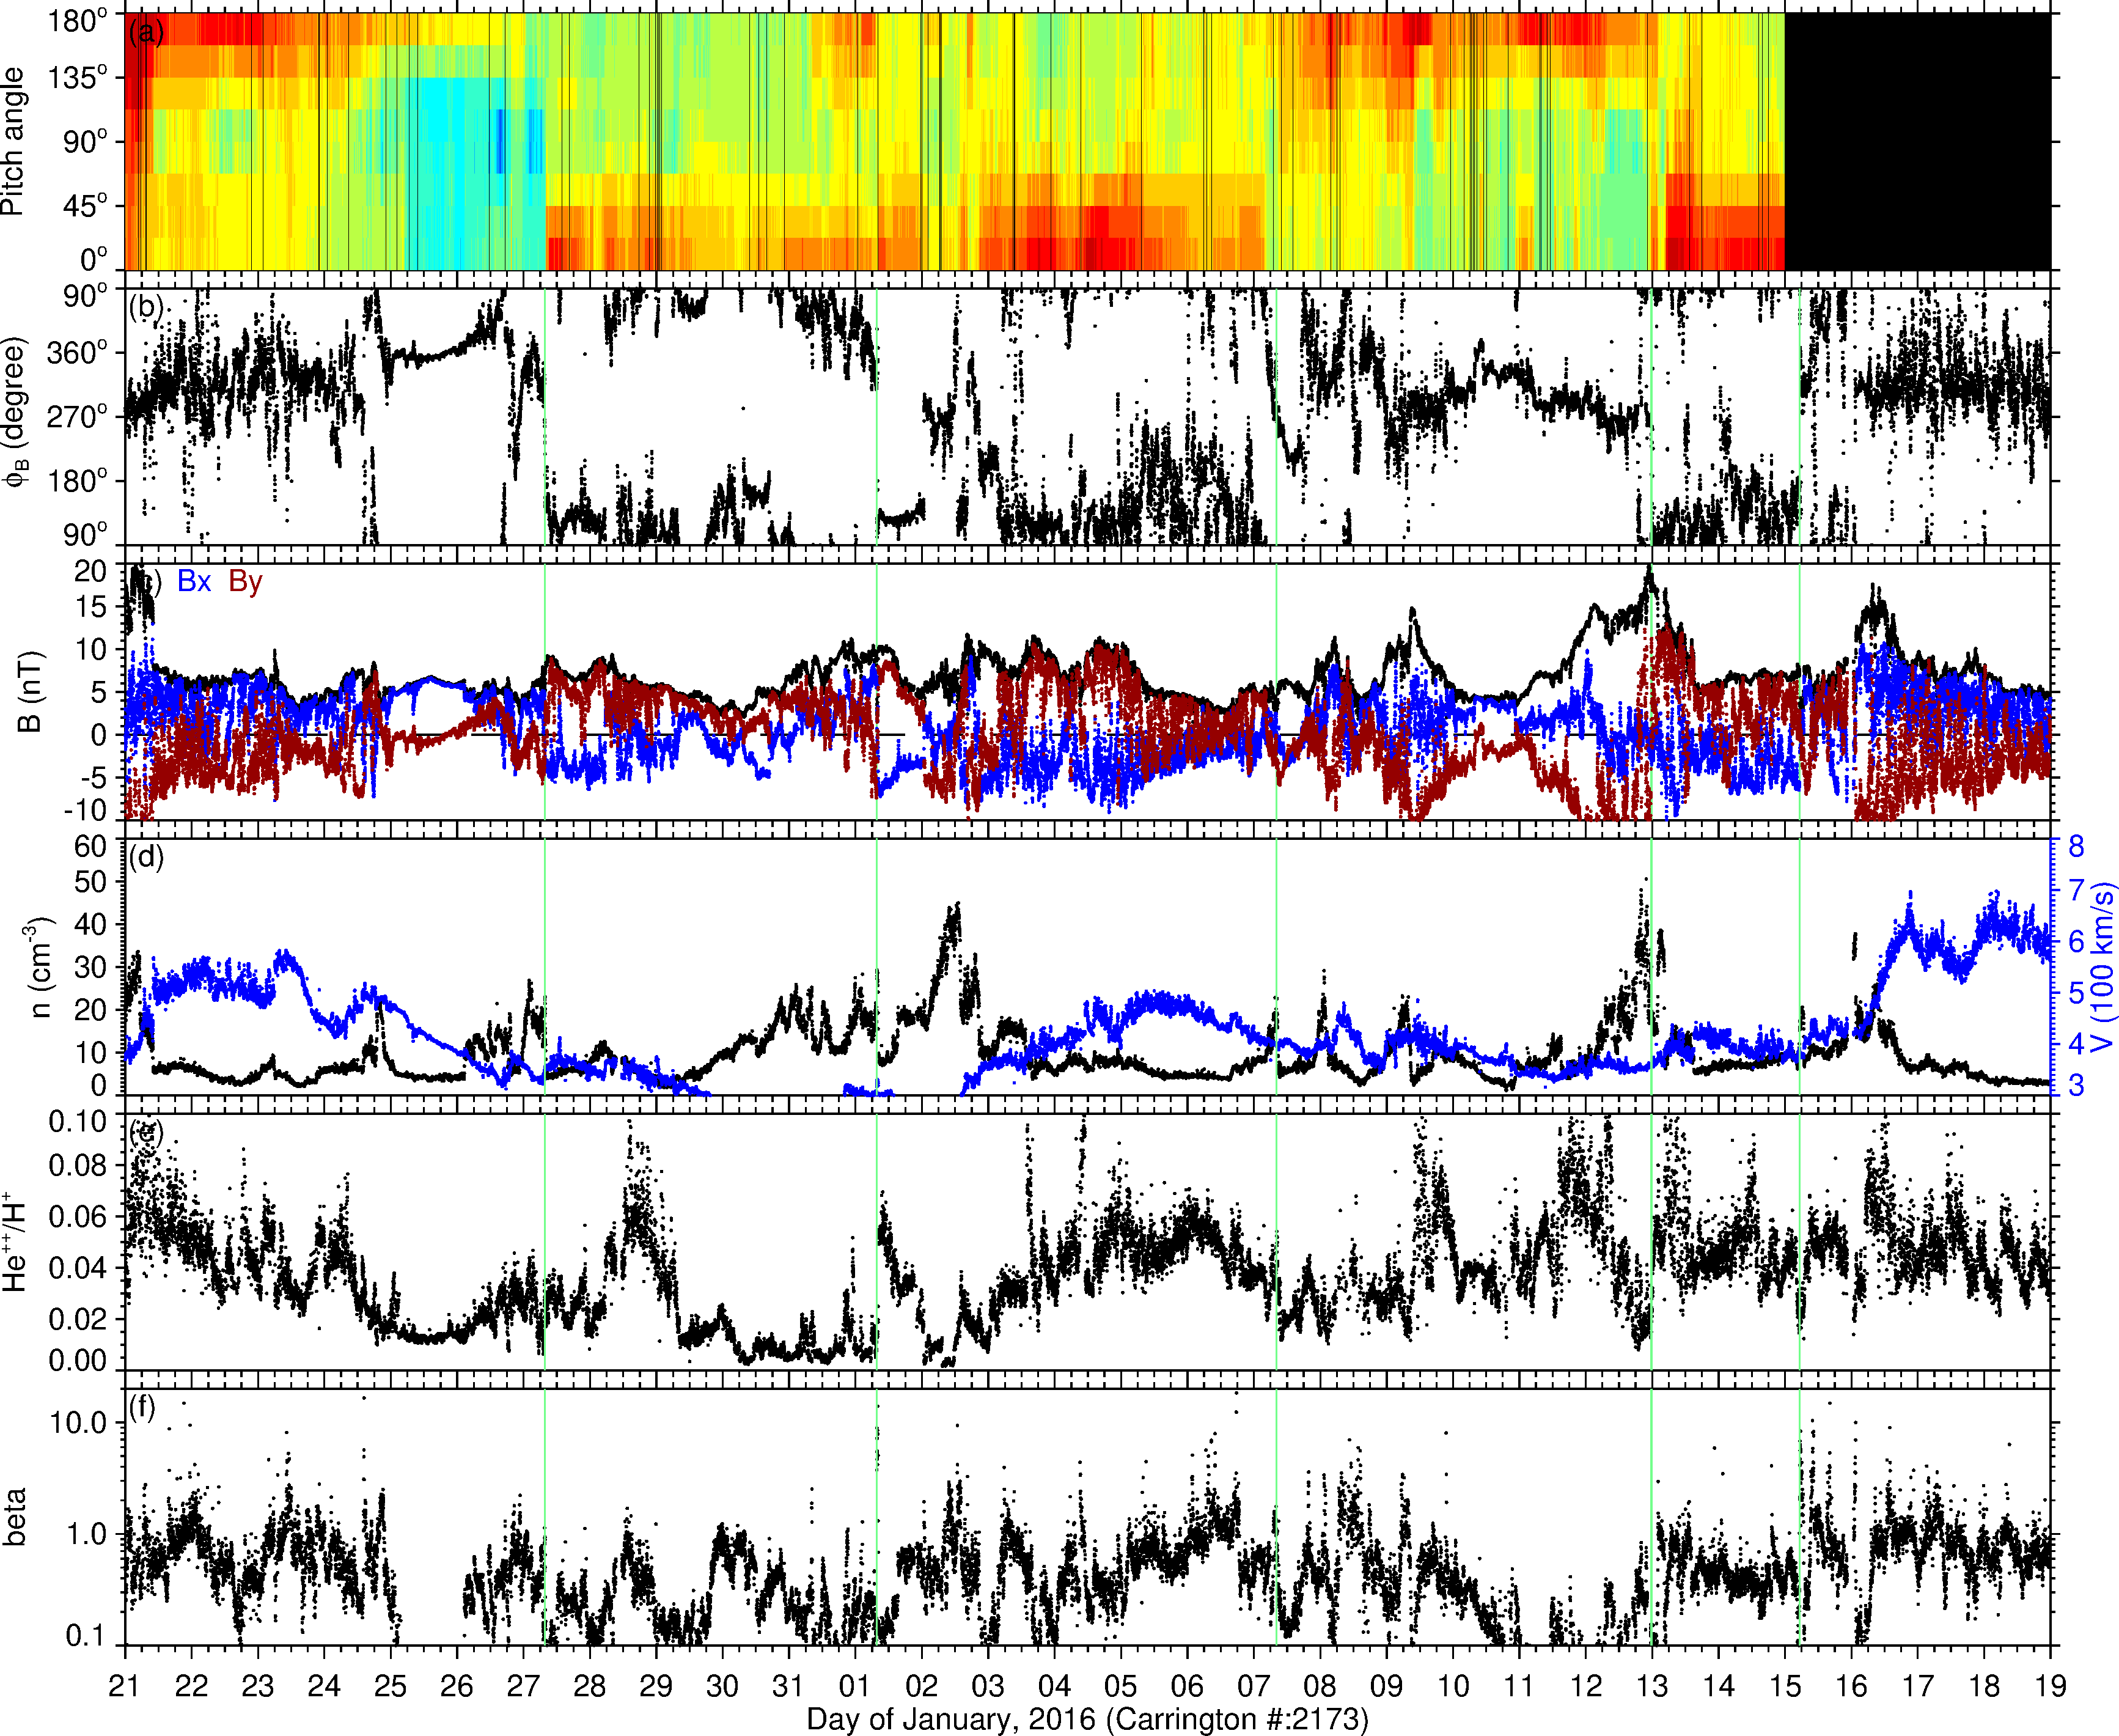 (a)
180°
135°
90°
45°
0°
Pitch angle
(b)
90°
360°
270°
180°
90°
ϕB (degree)
) Bx By
20
15
10
5
0
-5
-10
B (nT)
(d)
60
50
40
30
20
10
0
n (cm-3)
8
7
6
5
4
3
V (100 km/s)
(e)
0.10
0.08
0.06
0.04
0.02
0.00
He++/H+
(f)
10.0
1.0
0.1
beta
21 22 23 24 25 26 27 28 29 30 31 01 02 03 04 05 06 07 08 09 10 11 12 13 14 15 16 17 18 19
Day of January, 2016 (Carrington #:2173)